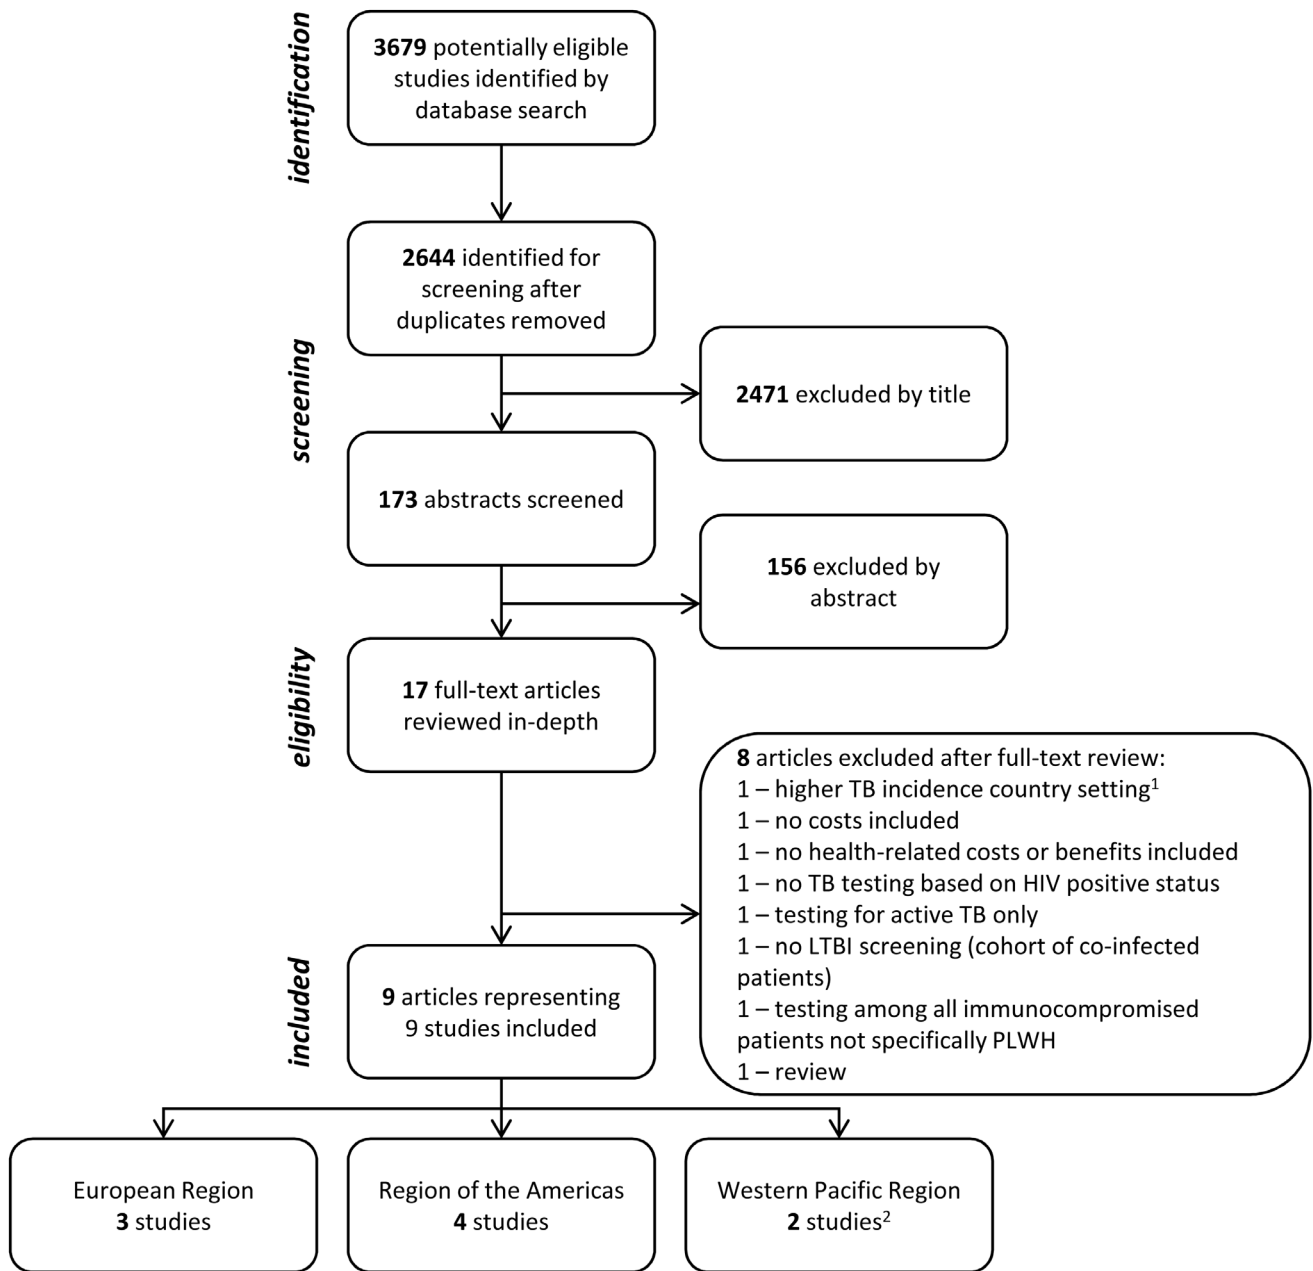 identification
3679 potentially eligible
studies identified by
database search
2644 identified for
screening after
duplicates removed
screening
2471 excluded by title
173 abstracts screened
156 excluded by
abstract
eligibility
17 full-text articles
reviewed in-depth
8 articles excluded after full-text review:
1 – higher TB incidence country setting¹
1 – no costs included
1 – no health-related costs or benefits included
1 – no TB testing based on HIV positive status
1 – testing for active TB only
1 – no LTBI screening (cohort of co-infected
patients)
1 – testing among all immunocompromised
patients not specifically PLWH
1 – review
included
9 articles representing
9 studies included
European Region
3 studies
Region of the Americas
4 studies
Western Pacific Region
2 studies²